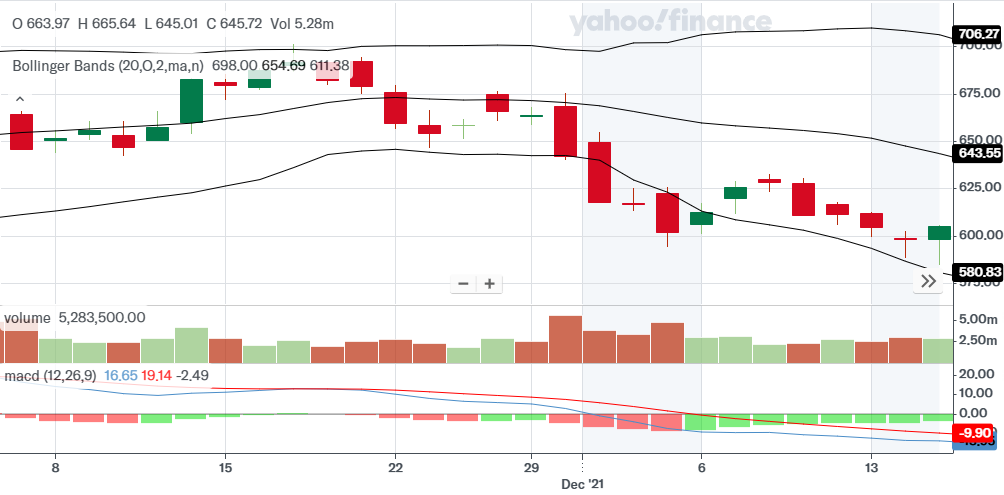 O 663.97 H 665.64 L 645.01 C 645.72 Vol 5.28m
yahoo!finance
706.27
700.00
Bollinger Bands (20,O,2,ma,n) 698.00 654.69 611.38
675.00
650.00
643.55
625.00
600.00
580.83
575.00
volume 5,283,500.00
5.00m
2.50m
macd (12,26,9) 16.65 19.14 -2.49
20.00
10.00
0.00
-9.90
8 15 22 29 6 13
Dec '21